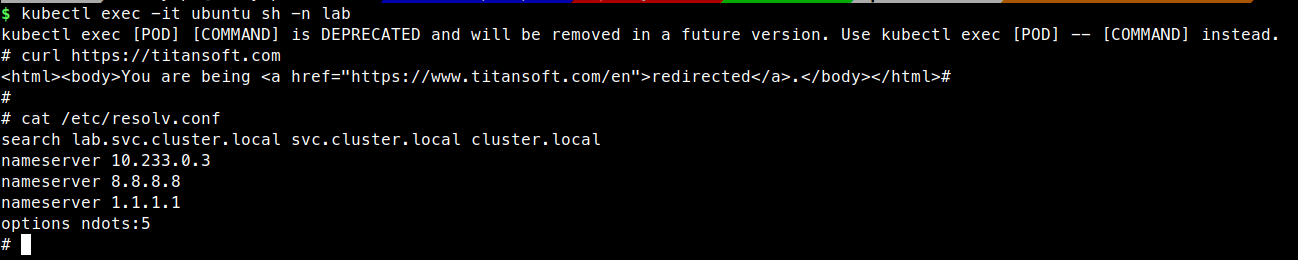 $ kubectl exec -it ubuntu sh -n lab
kubectl exec [POD] [COMMAND] is DEPRECATED and will be removed in a future version. Use kubectl exec [POD] -- [COMMAND] instead.
# curl https://titansoft.com
<html><body>You are being <a href="https://www.titansoft.com/en">redirected</a>.</body></html>#
#
# cat /etc/resolv.conf
search lab.svc.cluster.local svc.cluster.local cluster.local
nameserver 10.233.0.3
nameserver 8.8.8.8
nameserver 1.1.1.1
options ndots:5
#